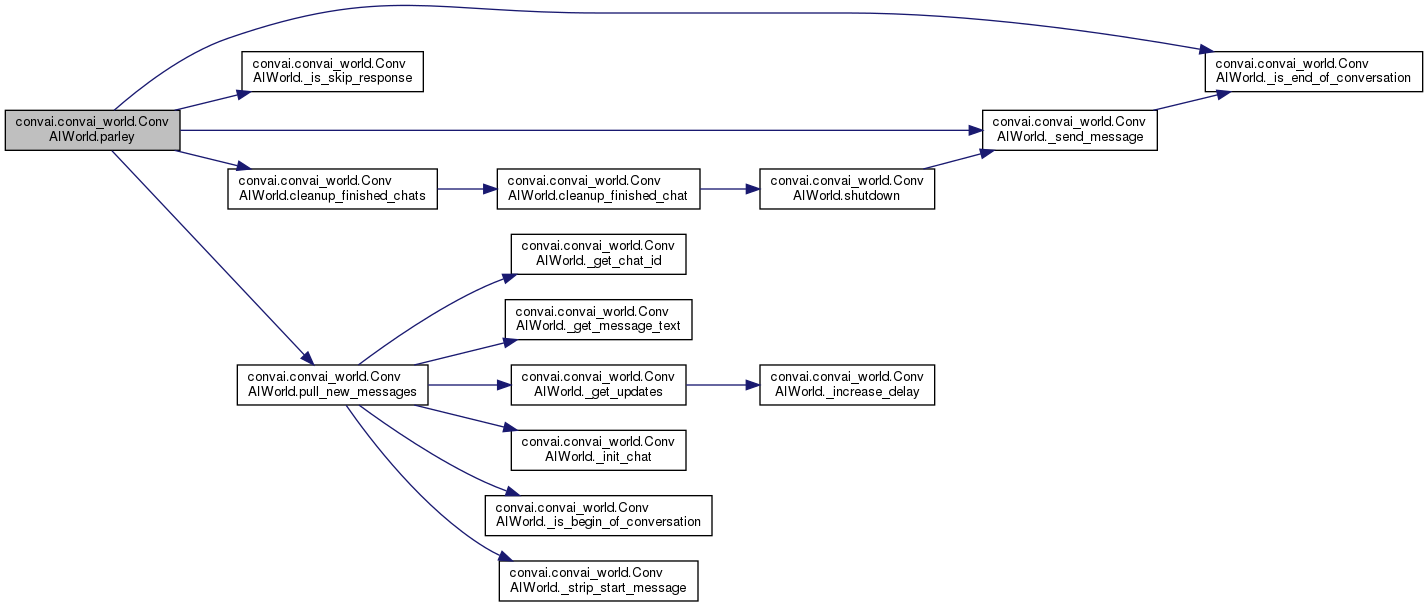 convai.convai_world.Conv
AIWorld.parley
convai.convai_world.Conv
AIWorld._is_skip_response
convai.convai_world.Conv
AIWorld._is_end_of_conversation
convai.convai_world.Conv
AIWorld._send_message
convai.convai_world.Conv
AIWorld.cleanup_finished_chats
convai.convai_world.Conv
AIWorld.cleanup_finished_chat
convai.convai_world.Conv
AIWorld.shutdown
convai.convai_world.Conv
AIWorld.pull_new_messages
convai.convai_world.Conv
AIWorld._get_chat_id
convai.convai_world.Conv
AIWorld._get_message_text
convai.convai_world.Conv
AIWorld._get_updates
convai.convai_world.Conv
AIWorld._increase_delay
convai.convai_world.Conv
AIWorld._init_chat
convai.convai_world.Conv
AIWorld._is_begin_of_conversation
convai.convai_world.Conv
AIWorld._strip_start_message